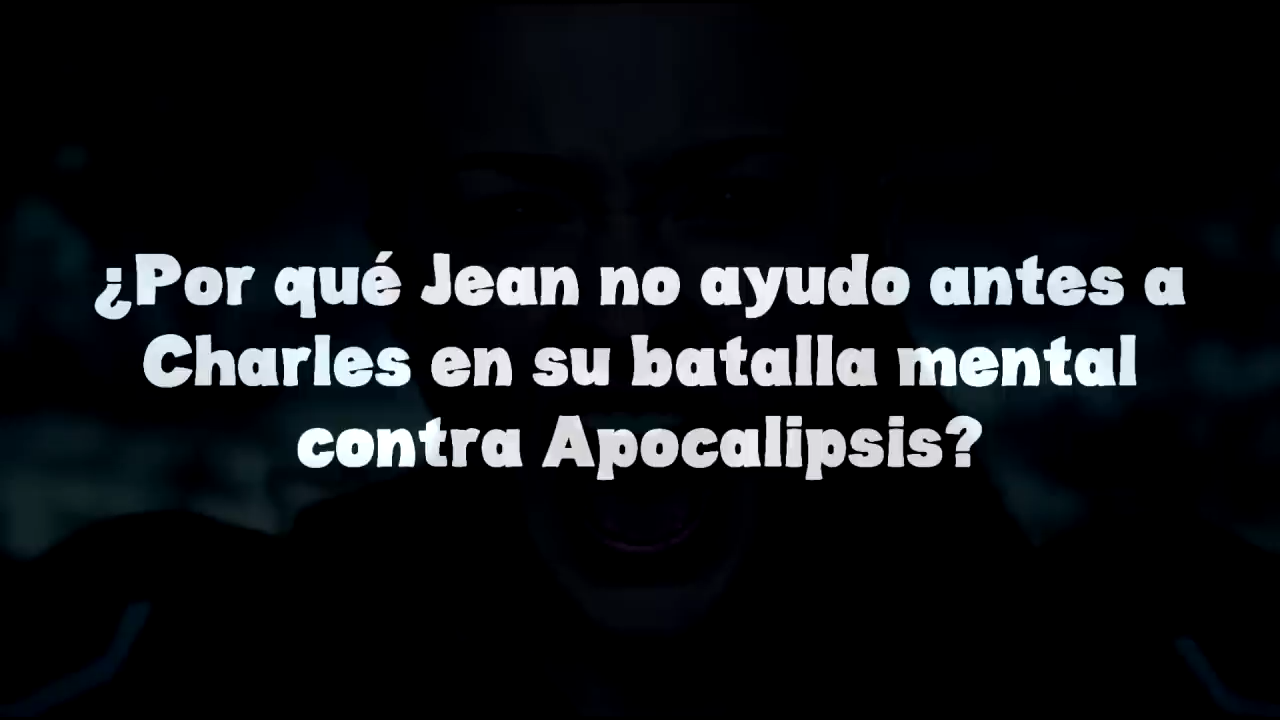 ¿Por qué Jean no ayudo antes a
Charles en su batalla mental
contra Apocalipsis?